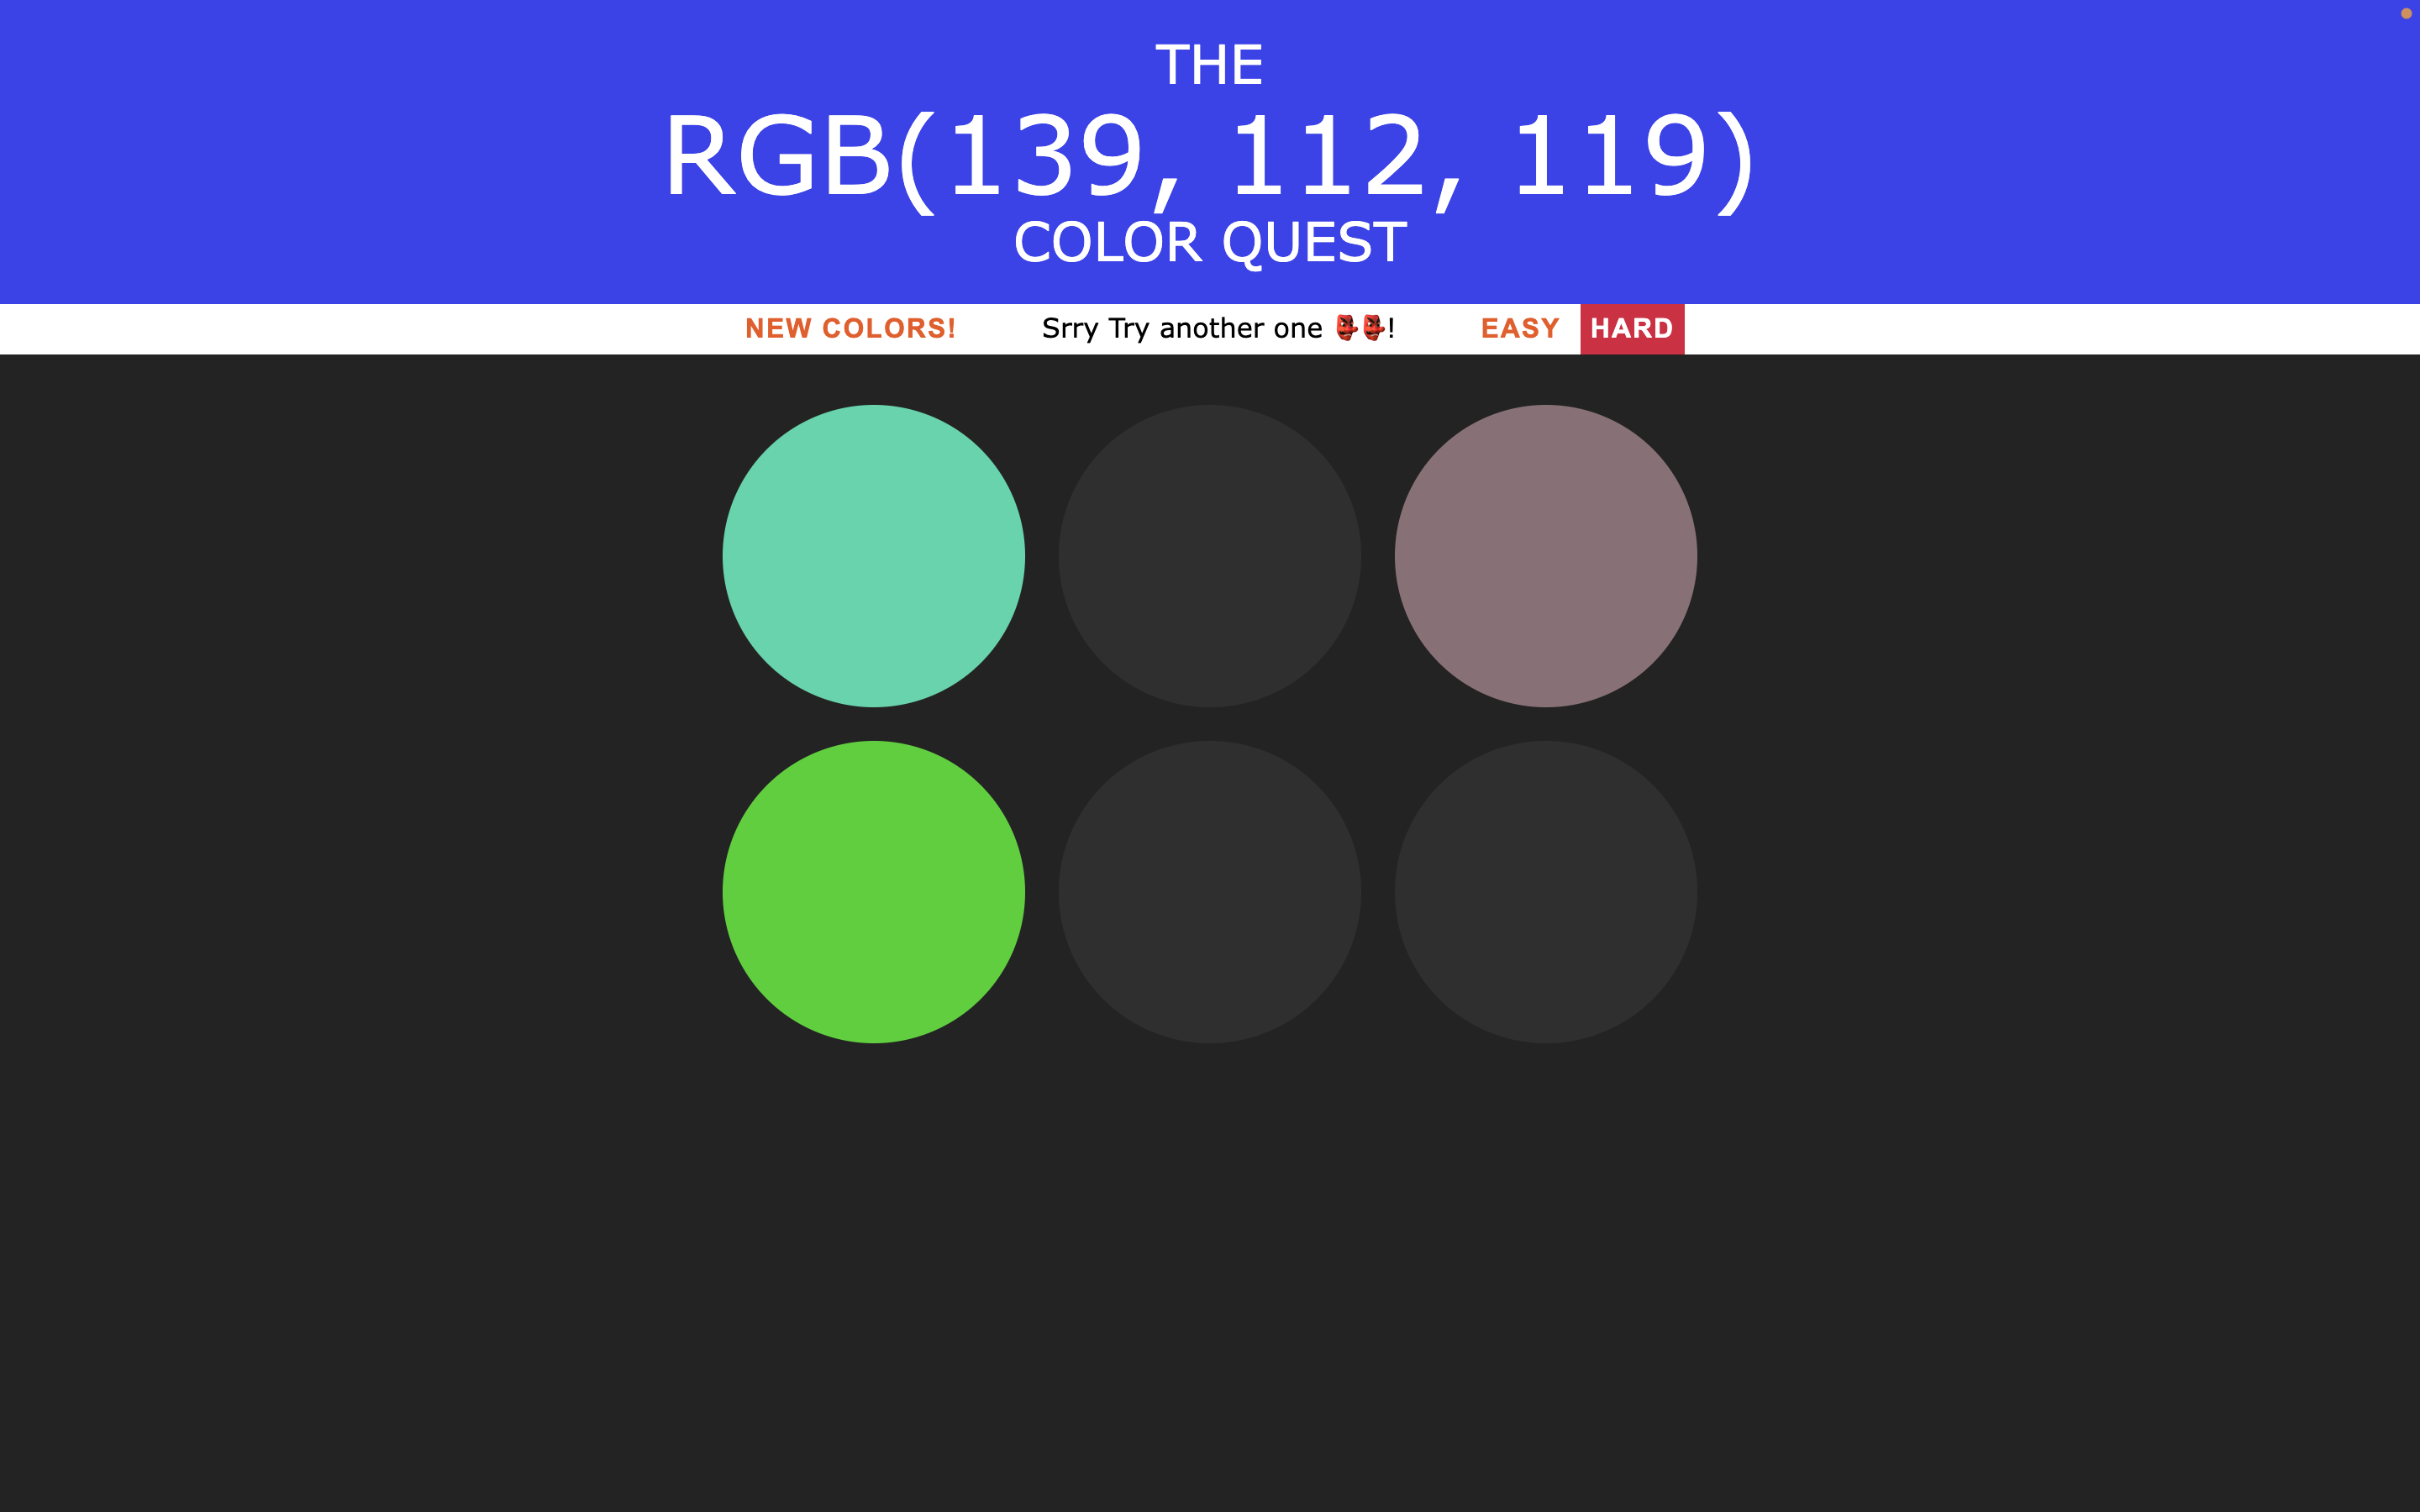 THE
RGB(139, 112, 119)
COLOR QUEST
NEW COLORS! Srry Try another one 👺👺! EASY HARD